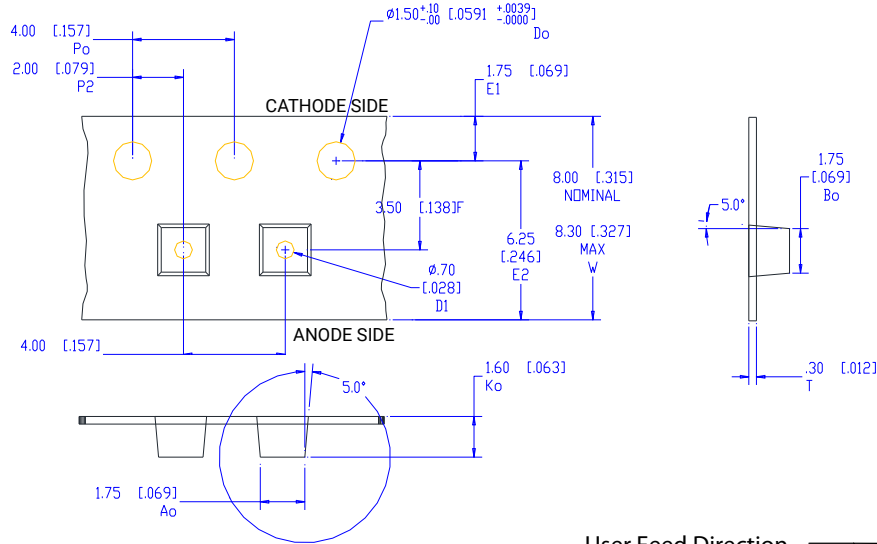 4.00 [.157]
Po
2.00 [.079]
P2
Ø1.50 +.10 -.00 [.0591 +.0039 -.0000]
Do
1.75 [.069]
E1
CATHODE SIDE
8.00 [.315]
NOMINAL
8.30 [.327]
MAX
W
3.50 [.138]F
6.25
[.246]
E2
Ø.70
[.028]
D1
ANODE SIDE
4.00 [.157]
1.75
[.069]
Bo
5.0°
.30 [.012]
T
1.60 [.063]
Ko
5.0°
1.75 [.069]
Ao
User Feed Direction